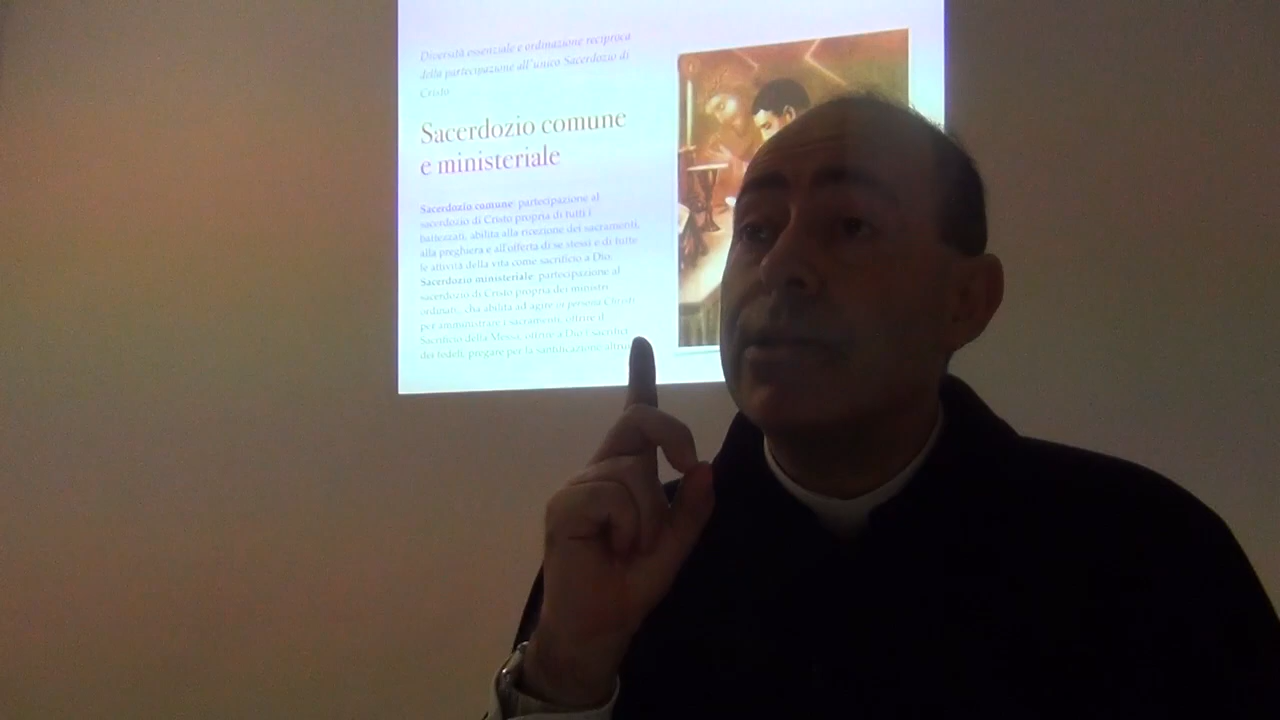 Diversità essenziale e ordinazione reciproca
della partecipazione all'unico Sacerdozio di
Cristo
Sacerdozio comune
e ministeriale
Sacerdozio comune: partecipazione al
sacerdozio di Cristo propria di tutti i
battezzati, abilita alla ricezione dei sacramenti,
alla preghiera e all'offerta di se stessi e di tutte
le attività della vita come sacrificio a Dio.
Sacerdozio ministeriale: partecipazione al
sacerdozio di Cristo propria dei ministri
ordinati, cha abilita ad agire in persona Christi
per amministrare i sacramenti, offrire il
Sacrificio della Messa, offrire a Dio i sacrifici
dei fedeli, pregare per la santificazione